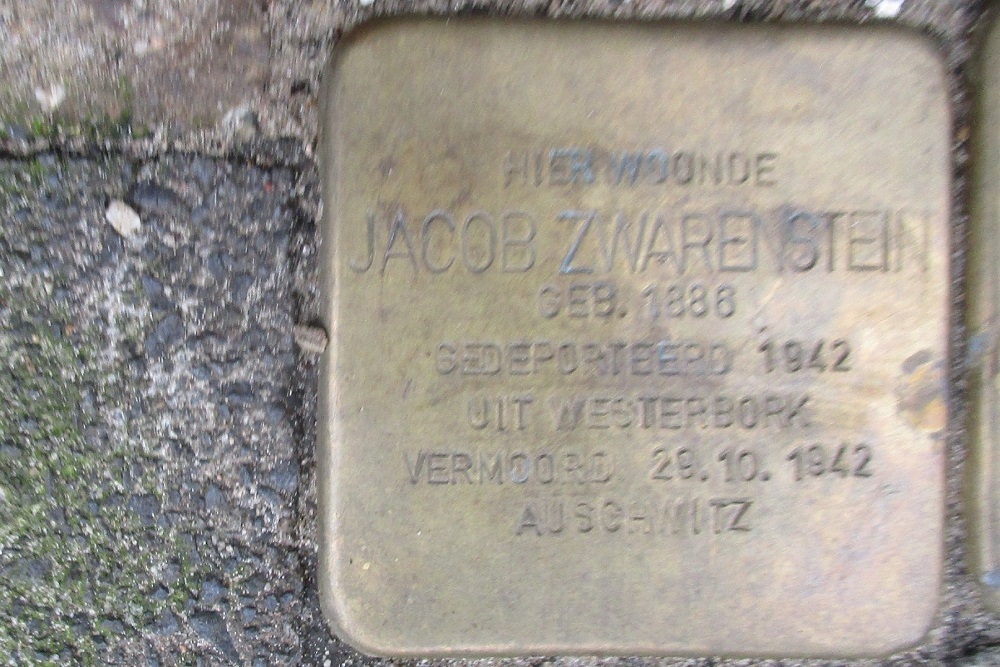 HIER WOONDE
JACOB ZWARENSTEIN
GEB. 1886
GEDEPORTEERD 1942
UIT WESTERBORK
VERMOORD 29.10.1942
AUSCHWITZ